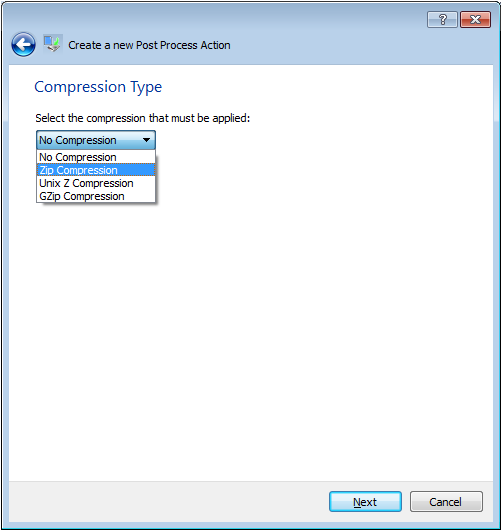 ?
Create a new Post Process Action
Compression Type
Select the compression that must be applied:
No Compression
No Compression
Zip Compression
Unix Z Compression
GZip Compression
Next
Cancel